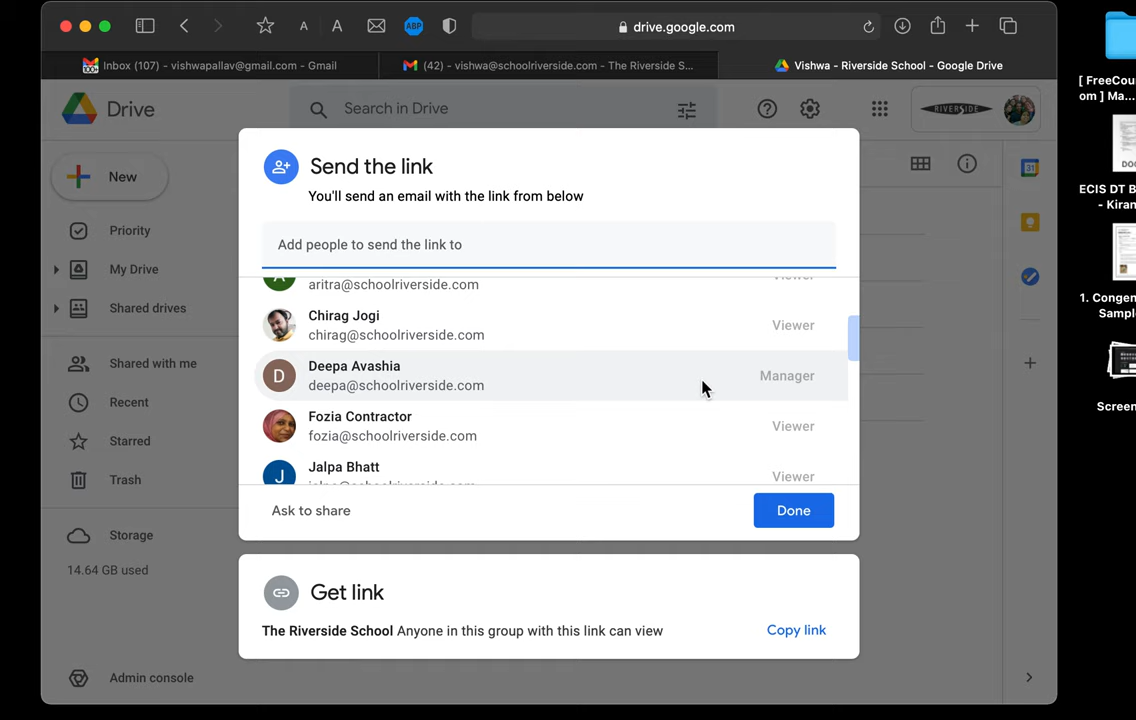 drive.google.com
Inbox (107) - vishwapallav@gmail.com - Gmail
(42) - vishwa@schoolriverside.com - The Riverside S...
Vishwa - Riverside School - Google Drive
Drive
Search in Drive
RIVERSIDE
[ FreeCou
om ] Ma...
DOC
ECIS DT B
- Kiran
1. Congen
Sampl
Screen
New
Priority
My Drive
Shared drives
Shared with me
Recent
Starred
Trash
Storage
14.64 GB used
Admin console
Send the link
You'll send an email with the link from below
Add people to send the link to
aritra@schoolriverside.com
Viewer
Chirag Jogi
chirag@schoolriverside.com
Viewer
Deepa Avashia
deepa@schoolriverside.com
Manager
Fozia Contractor
fozia@schoolriverside.com
Viewer
Jalpa Bhatt
Viewer
Ask to share
Done
Get link
The Riverside School Anyone in this group with this link can view
Copy link